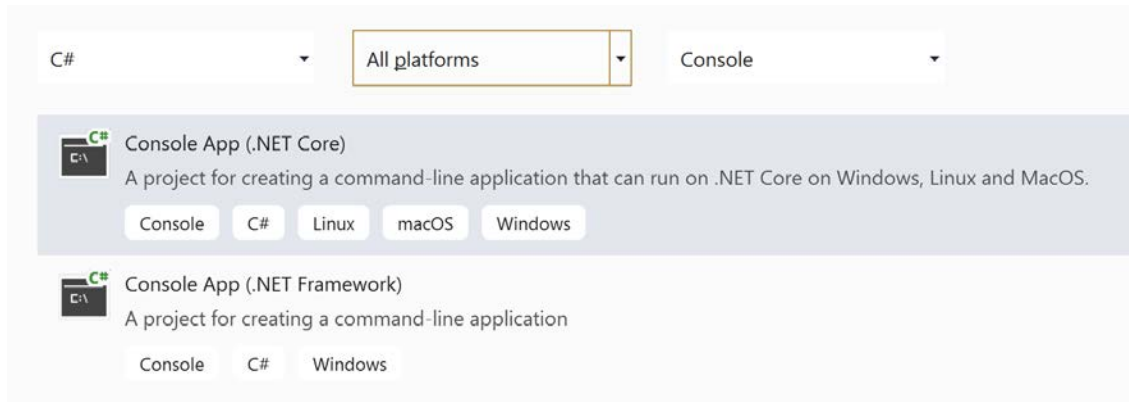 C# All platforms Console
C#
C:\
Console App (.NET Core)
A project for creating a command-line application that can run on .NET Core on Windows, Linux and MacOS.
Console C# Linux macOS Windows
C#
C:\
Console App (.NET Framework)
A project for creating a command-line application
Console C# Windows